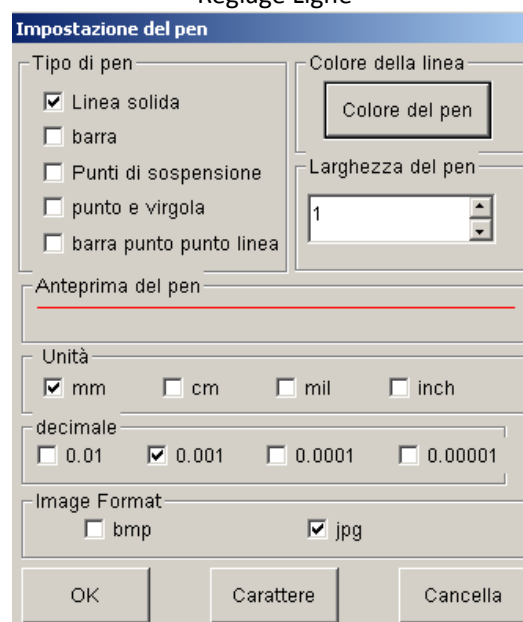 Réglage Ligne
Impostazione del pen
Tipo di pen
Linea solida
barra
Punti di sospensione
punto e virgola
barra punto punto linea
Colore della linea
Colore del pen
Larghezza del pen
1
Anteprima del pen
Unità
mm cm mil inch
decimale
0.01 0.001 0.0001 0.00001
Image Format
bmp jpg
OK Carattere Cancella